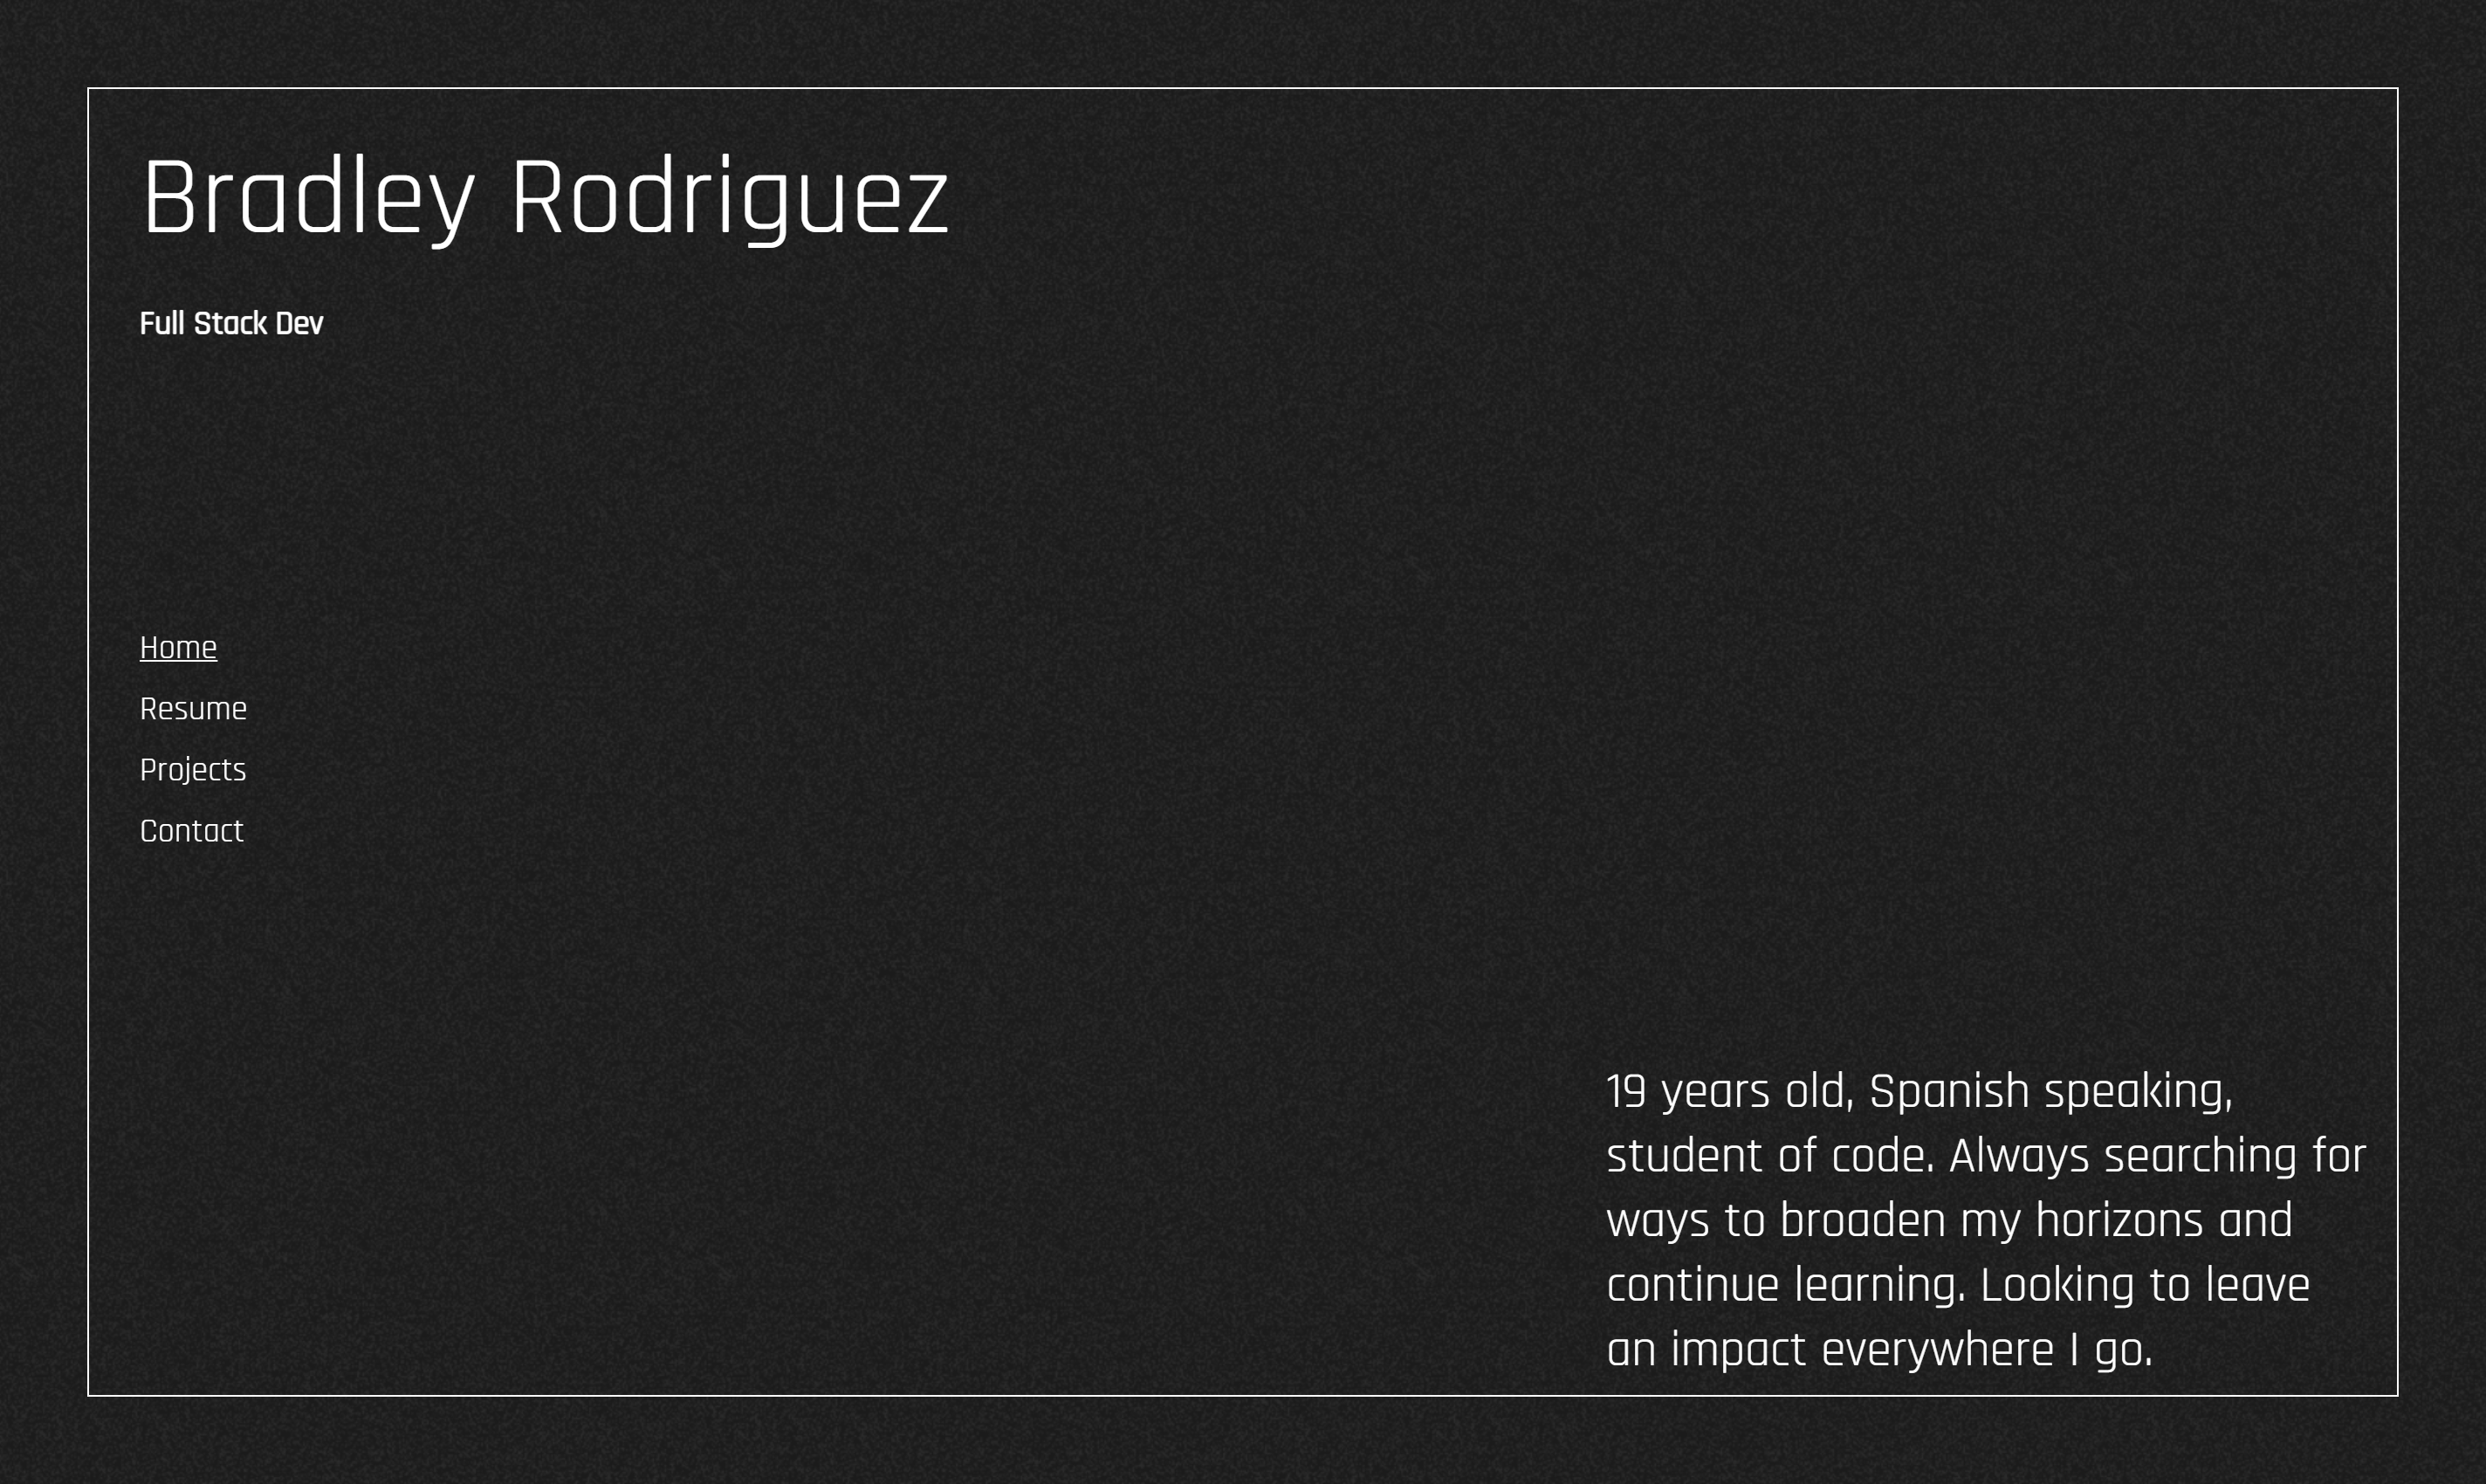 Bradley Rodriguez
Full Stack Dev
Home
Resume
Projects
Contact
19 years old, Spanish speaking,
student of code. Always searching for
ways to broaden my horizons and
continue learning. Looking to leave
an impact everywhere I go.